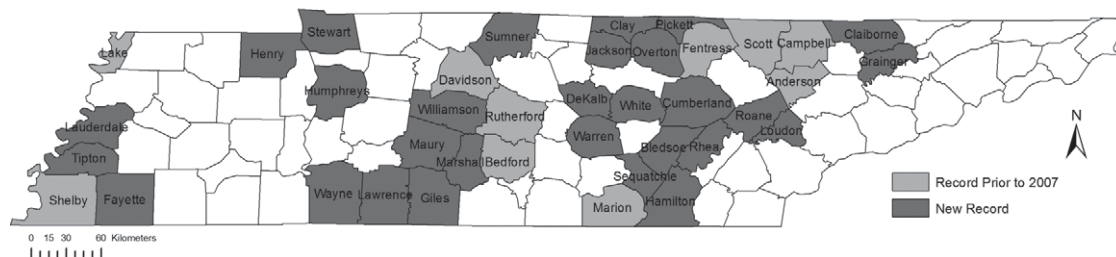 Clay Pickett
Stewart
Sumner
Claiborne
Lake
Henry
Jackson Overton Fentress Scott Campbell
Grainger
Davidson
Anderson
Humphreys
DeKalb White Cumberland
Williamson
Rutherford
Roane
Lauderdale
Loudon
Warren
Maury
Bledsoe Rhea
Tipton
Marshall Bedford
Sequatchie
Shelby Fayette
Wayne Lawrence Giles
Marion Hamilton
N
Record Prior to 2007
New Record
0 15 30 60 Kilometers